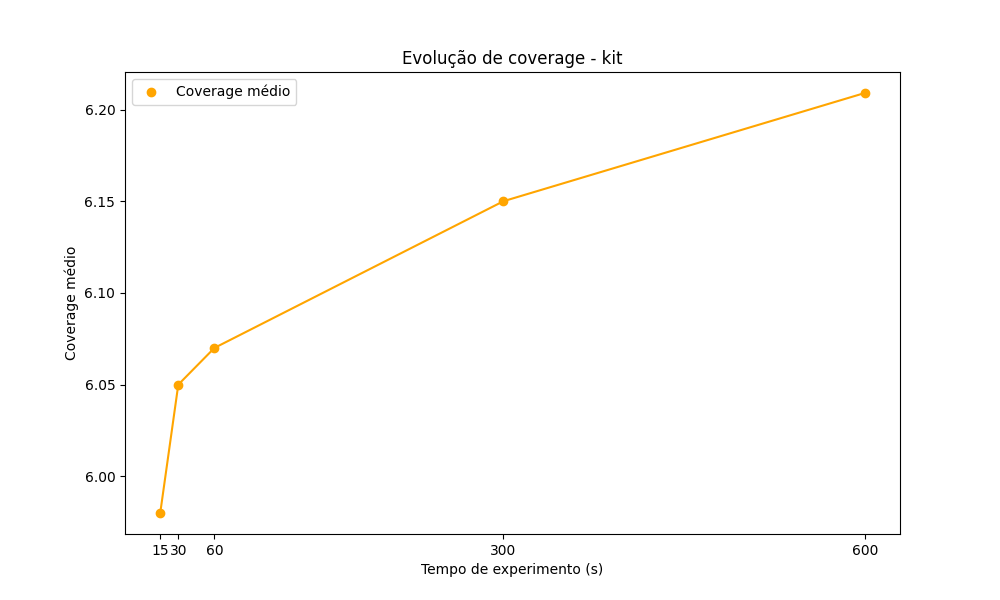 Evolução de coverage - kit
Coverage médio
Coverage médio
6.20
6.15
6.10
6.05
6.00
15 30 60 300 600
Tempo de experimento (s)